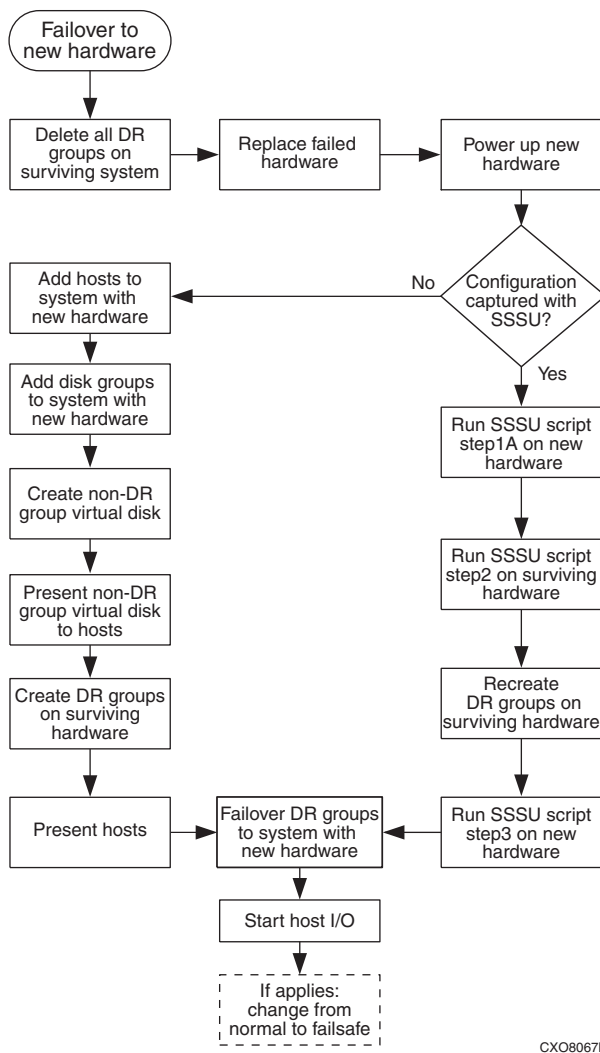 Failover to
new hardware
Delete all DR
groups on
surviving system
Replace failed
hardware
Power up new
hardware
Configuration
captured with
SSSU?
No
Yes
Add hosts to
system with
new hardware
Add disk groups
to system with
new hardware
Create non-DR
group virtual disk
Present non-DR
group virtual disk
to hosts
Create DR groups
on surviving
hardware
Present hosts
Run SSSU script
step1A on new
hardware
Run SSSU script
step2 on surviving
hardware
Recreate
DR groups on
surviving hardware
Run SSSU script
step3 on new
hardware
Failover DR groups
to system with
new hardware
Start host I/O
If applies:
change from
normal to failsafe